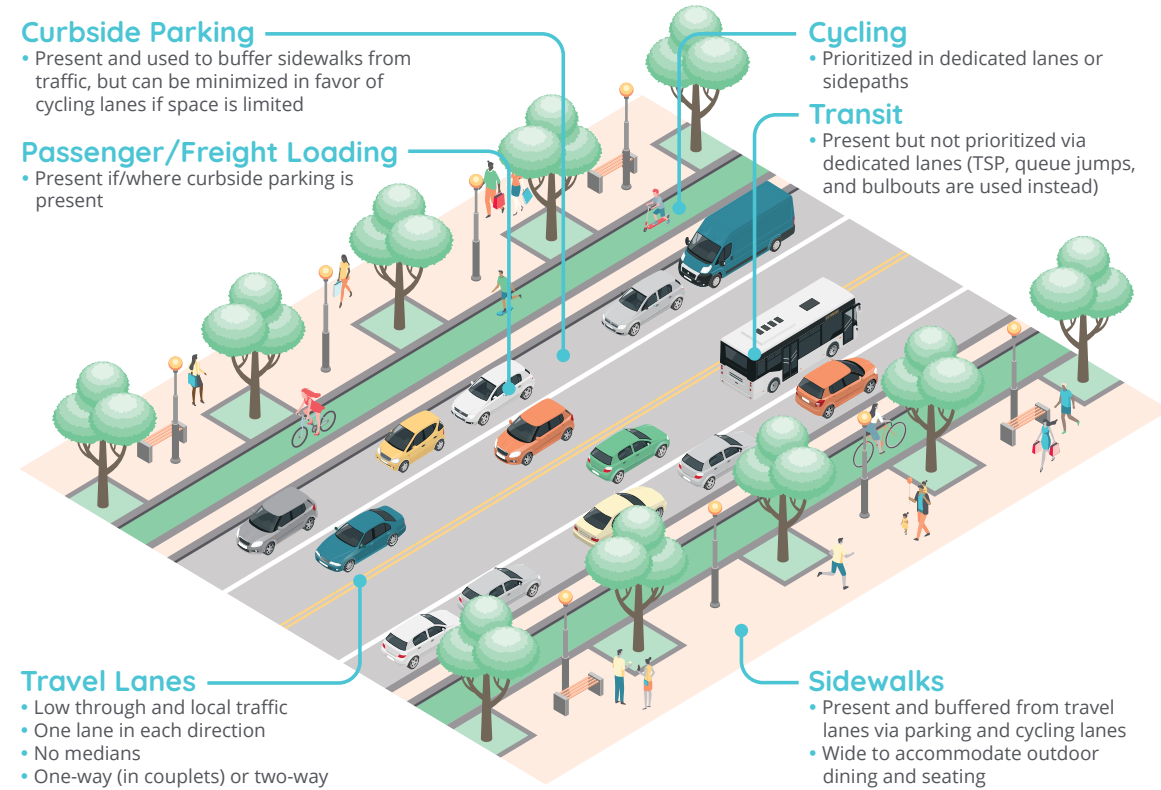 Curbside Parking
• Present and used to buffer sidewalks from
traffic, but can be minimized in favor of
cycling lanes if space is limited
Passenger/Freight Loading
• Present if/where curbside parking is
present
Cycling
• Prioritized in dedicated lanes or
sidepaths
Transit
• Present but not prioritized via
dedicated lanes (TSP, queue jumps,
and bulbouts are used instead)
Travel Lanes
• Low through and local traffic
• One lane in each direction
• No medians
• One-way (in couplets) or two-way
Sidewalks
• Present and buffered from travel
lanes via parking and cycling lanes
• Wide to accommodate outdoor
dining and seating